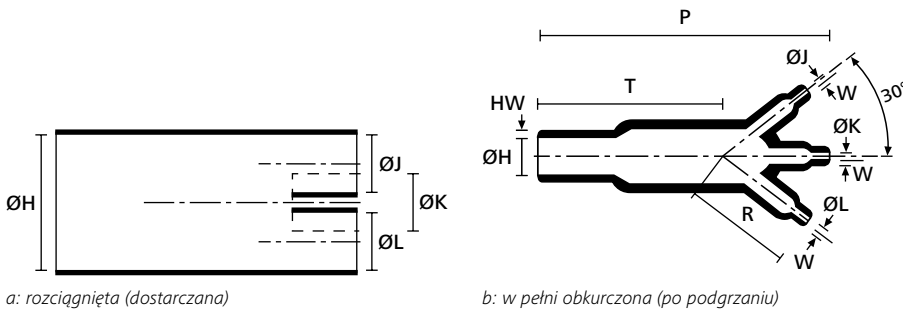 ØH
ØJ
ØK
ØL
a: rozciągnięta (dostarczana)
P
T
HW
ØH
R
ØJ
W
30°
ØK
W
ØL
W
b: w pełni obkurczona (po podgrzaniu)